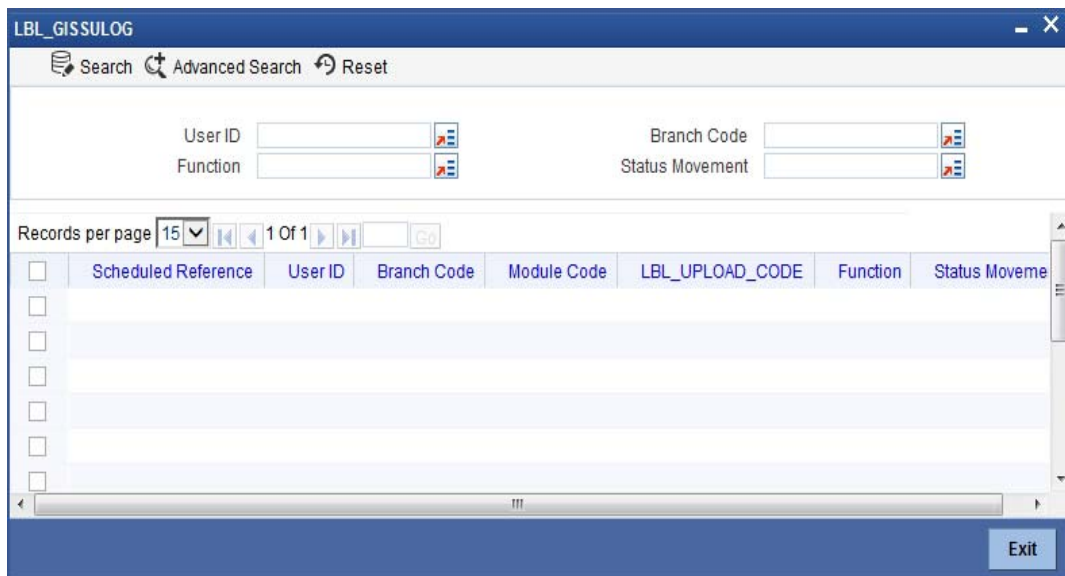 LBL_GISSULOG
Search Advanced Search Reset
User ID Branch Code
Function Status Movement
Records per page 15 1 Of 1 Go
Scheduled Reference User ID Branch Code Module Code LBL_UPLOAD_CODE Function Status Moveme
Exit